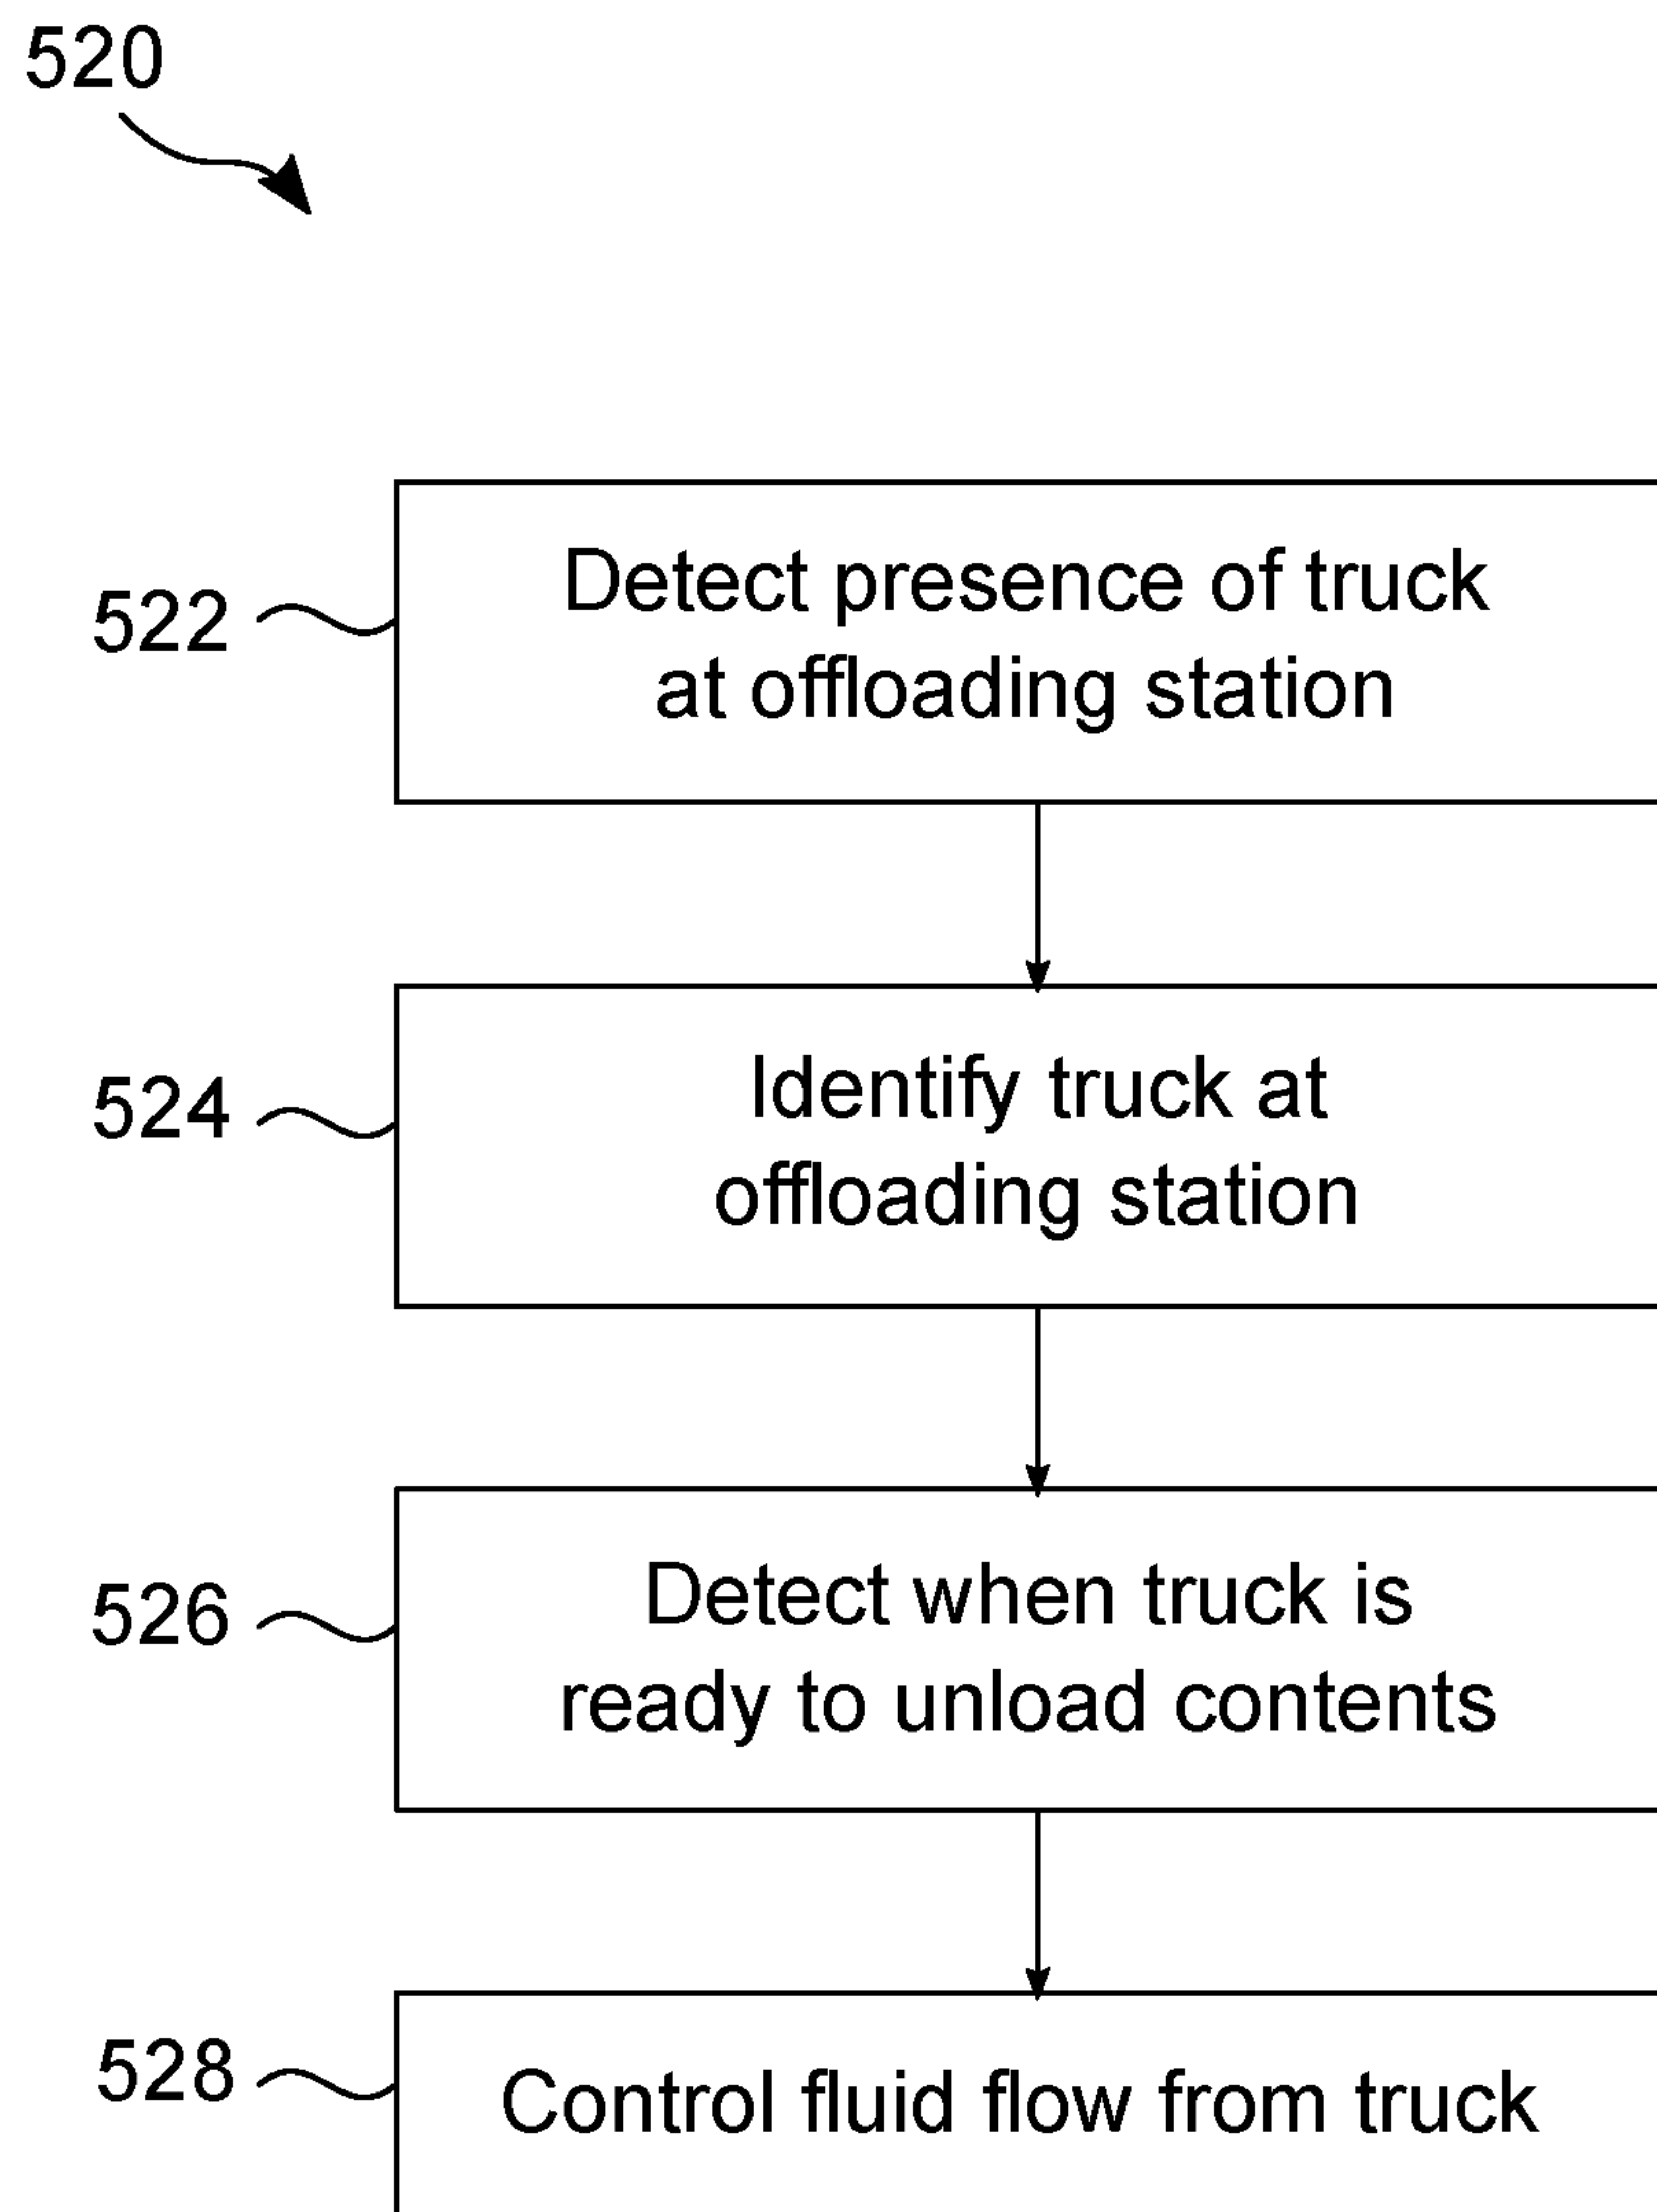 520
522
Detect presence of truck
at offloading station
524
Identify truck at
offloading station
526
Detect when truck is
ready to unload contents
528
Control fluid flow from truck